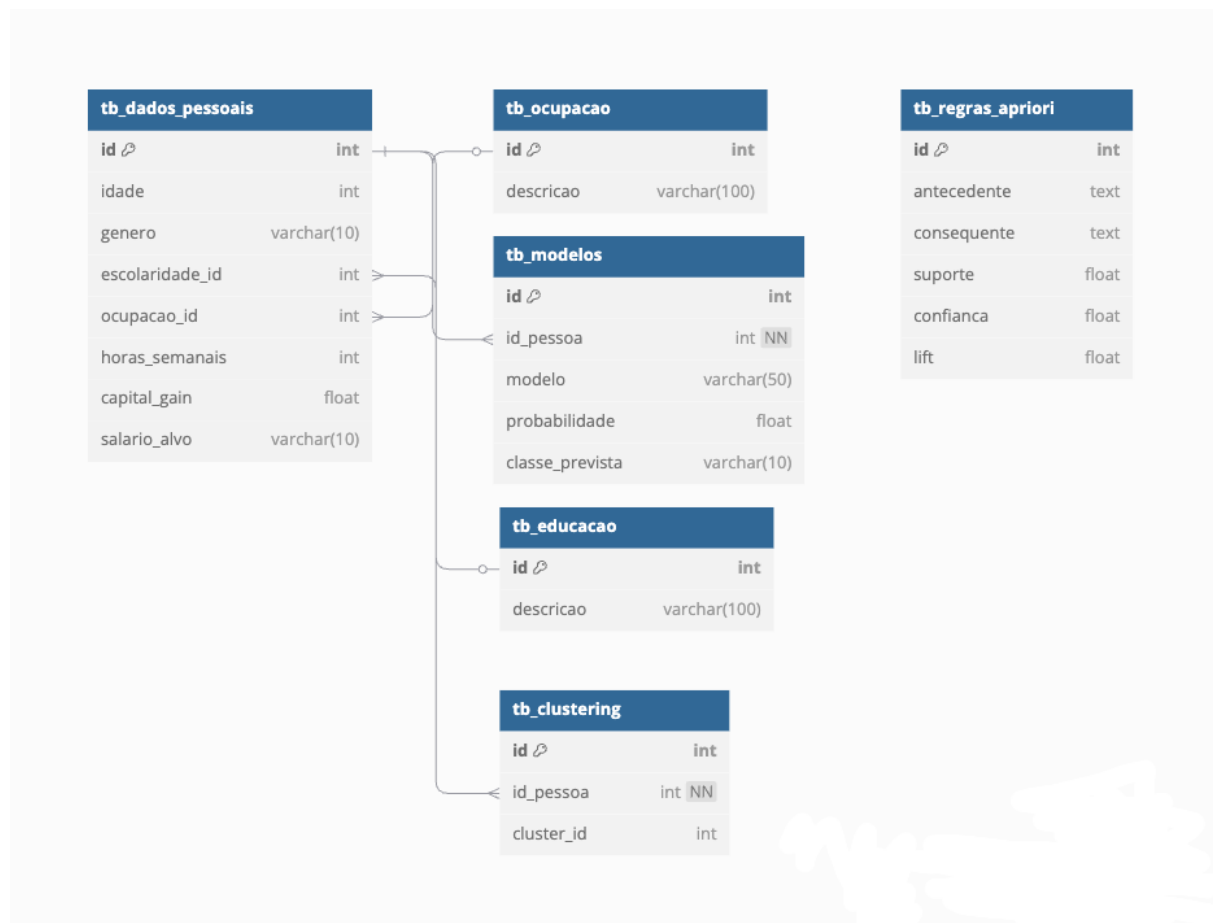 tb_dados_pessoais
id int
idade int
genero varchar(10)
escolaridade_id int
ocupacao_id int
horas_semanais int
capital_gain float
salario_alvo varchar(10)
tb_ocupacao
id int
descricao varchar(100)
tb_modelos
id int
id_pessoa int NN
modelo varchar(50)
probabilidade float
classe_prevista varchar(10)
tb_educacao
id int
descricao varchar(100)
tb_clustering
id int
id_pessoa int NN
cluster_id int
tb_regras_apriori
id int
antecedente text
consequente text
suporte float
confianca float
lift float